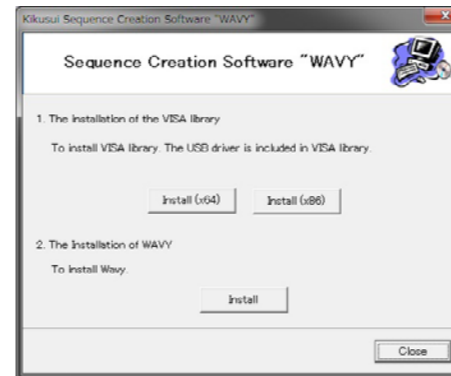 Kikusui Sequence Creation Software "WAVY"
Sequence Creation Software "WAVY"
1. The installation of the VISA library
To install VISA library. The USB driver is included in VISA library.
Install (x64) Install (x86)
2. The Installation of WAVY
To install Wavy.
Install
Close